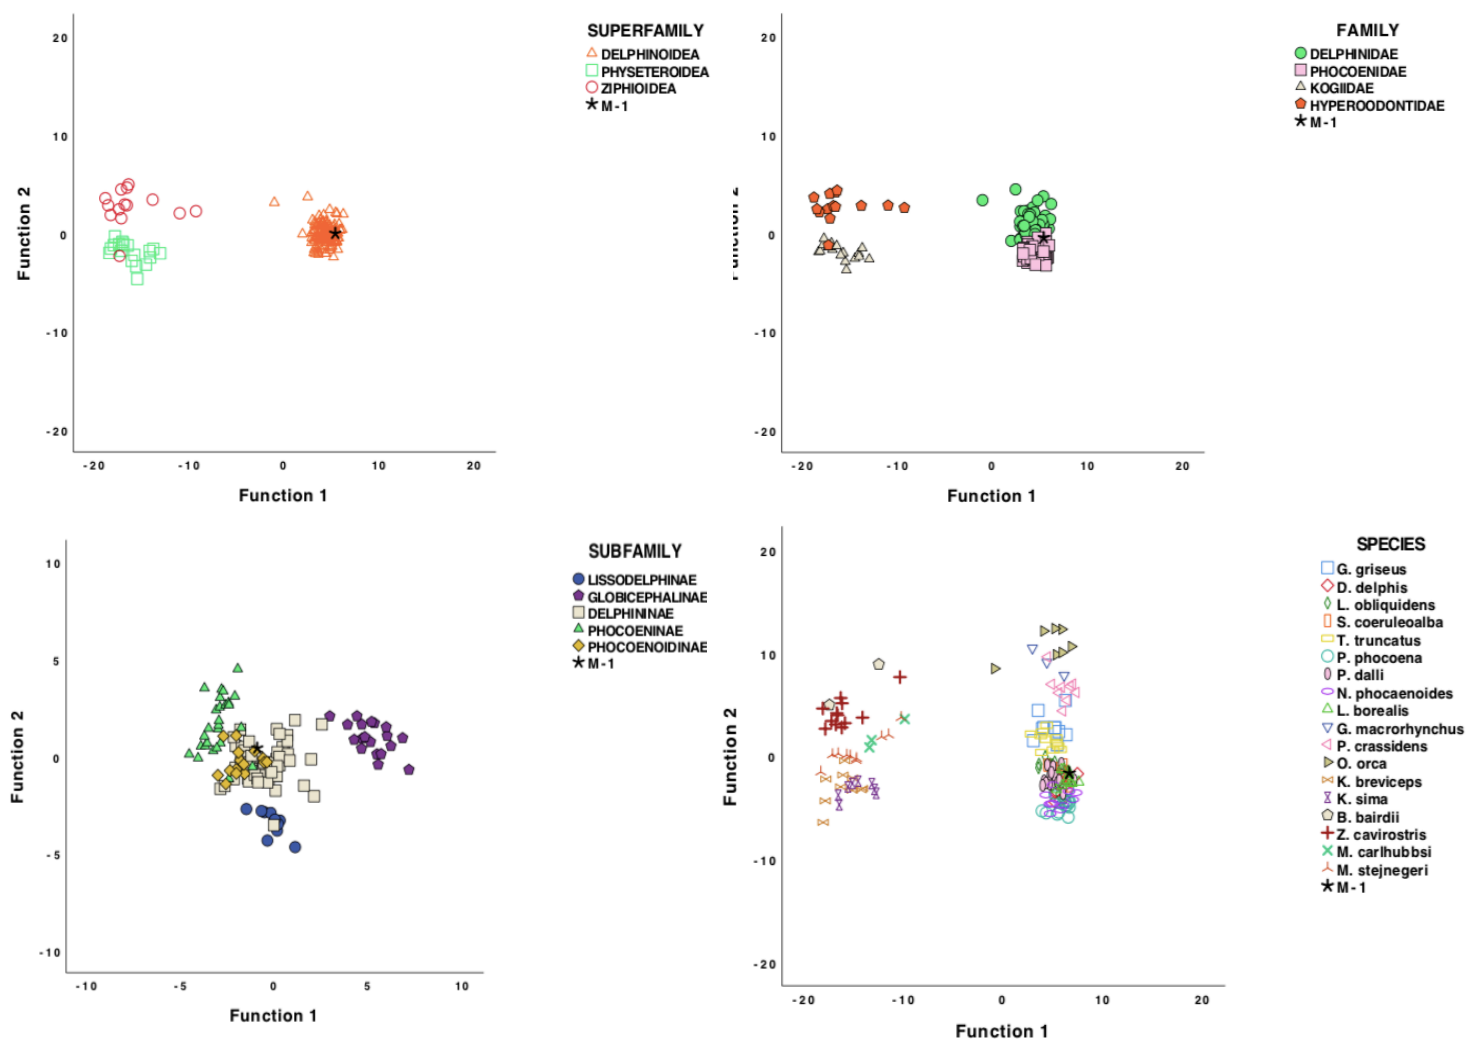 SUPERFAMILY
DELPHINOIDEA
PHYSETEROIDEA
ZIPHIOIDEA
M-1
20
10
0
-10
-20
Function 2
-20 -10 0 10 20
Function 1
FAMILY
DELPHINIDAE
PHOCOENIDAE
KOGIIDAE
HYPEROODONTIDAE
M-1
20
10
0
-10
-20
Function 2
-20 -10 0 10 20
Function 1
SUBFAMILY
LISSODELPHINAE
GLOBICEPHALINAE
DELPHININAE
PHOCOENINAE
PHOCOENOIDINAE
M-1
10
5
0
-5
-10
Function 2
-10 -5 0 5 10
Function 1
SPECIES
G. griseus
D. delphis
L. obliquidens
S. coeruleoalba
T. truncatus
P. phocoena
P. dalli
N. phocaenoides
L. borealis
G. macrorhynchus
P. crassidens
O. orca
K. breviceps
K. sima
B. bairdii
Z. cavirostris
M. carlhubbsi
M. stejnegeri
M-1
20
10
0
-10
-20
Function 2
-20 -10 0 10 20
Function 1